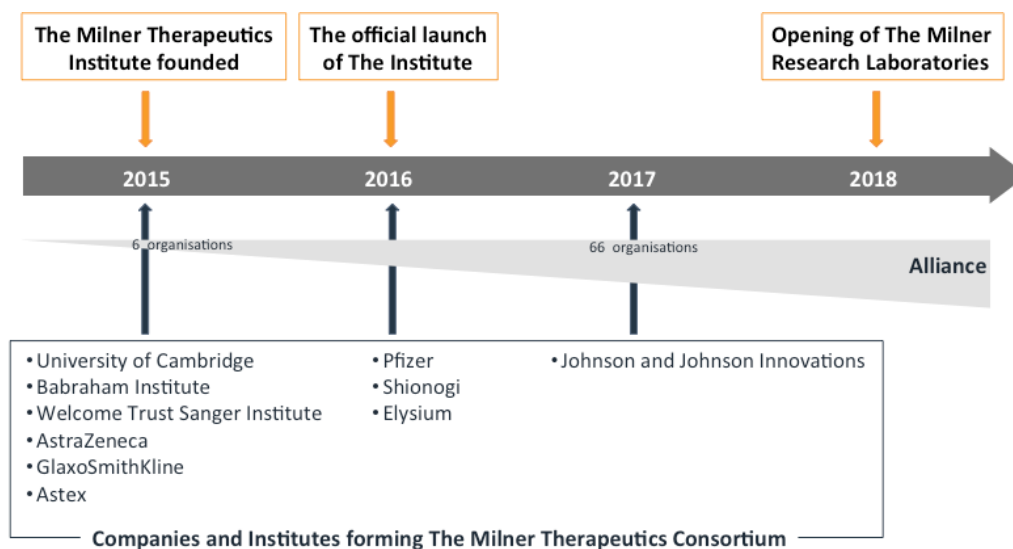 The Milner Therapeutics
Institute founded
The official launch
of The Institute
Opening of The Milner
Research Laboratories
2015
2016
2017
2018
6 organisations
66 organisations
Alliance
• University of Cambridge
• Babraham Institute
• Welcome Trust Sanger Institute
• AstraZeneca
• GlaxoSmithKline
• Astex
• Pfizer
• Shionogi
• Elysium
• Johnson and Johnson Innovations
Companies and Institutes forming The Milner Therapeutics Consortium